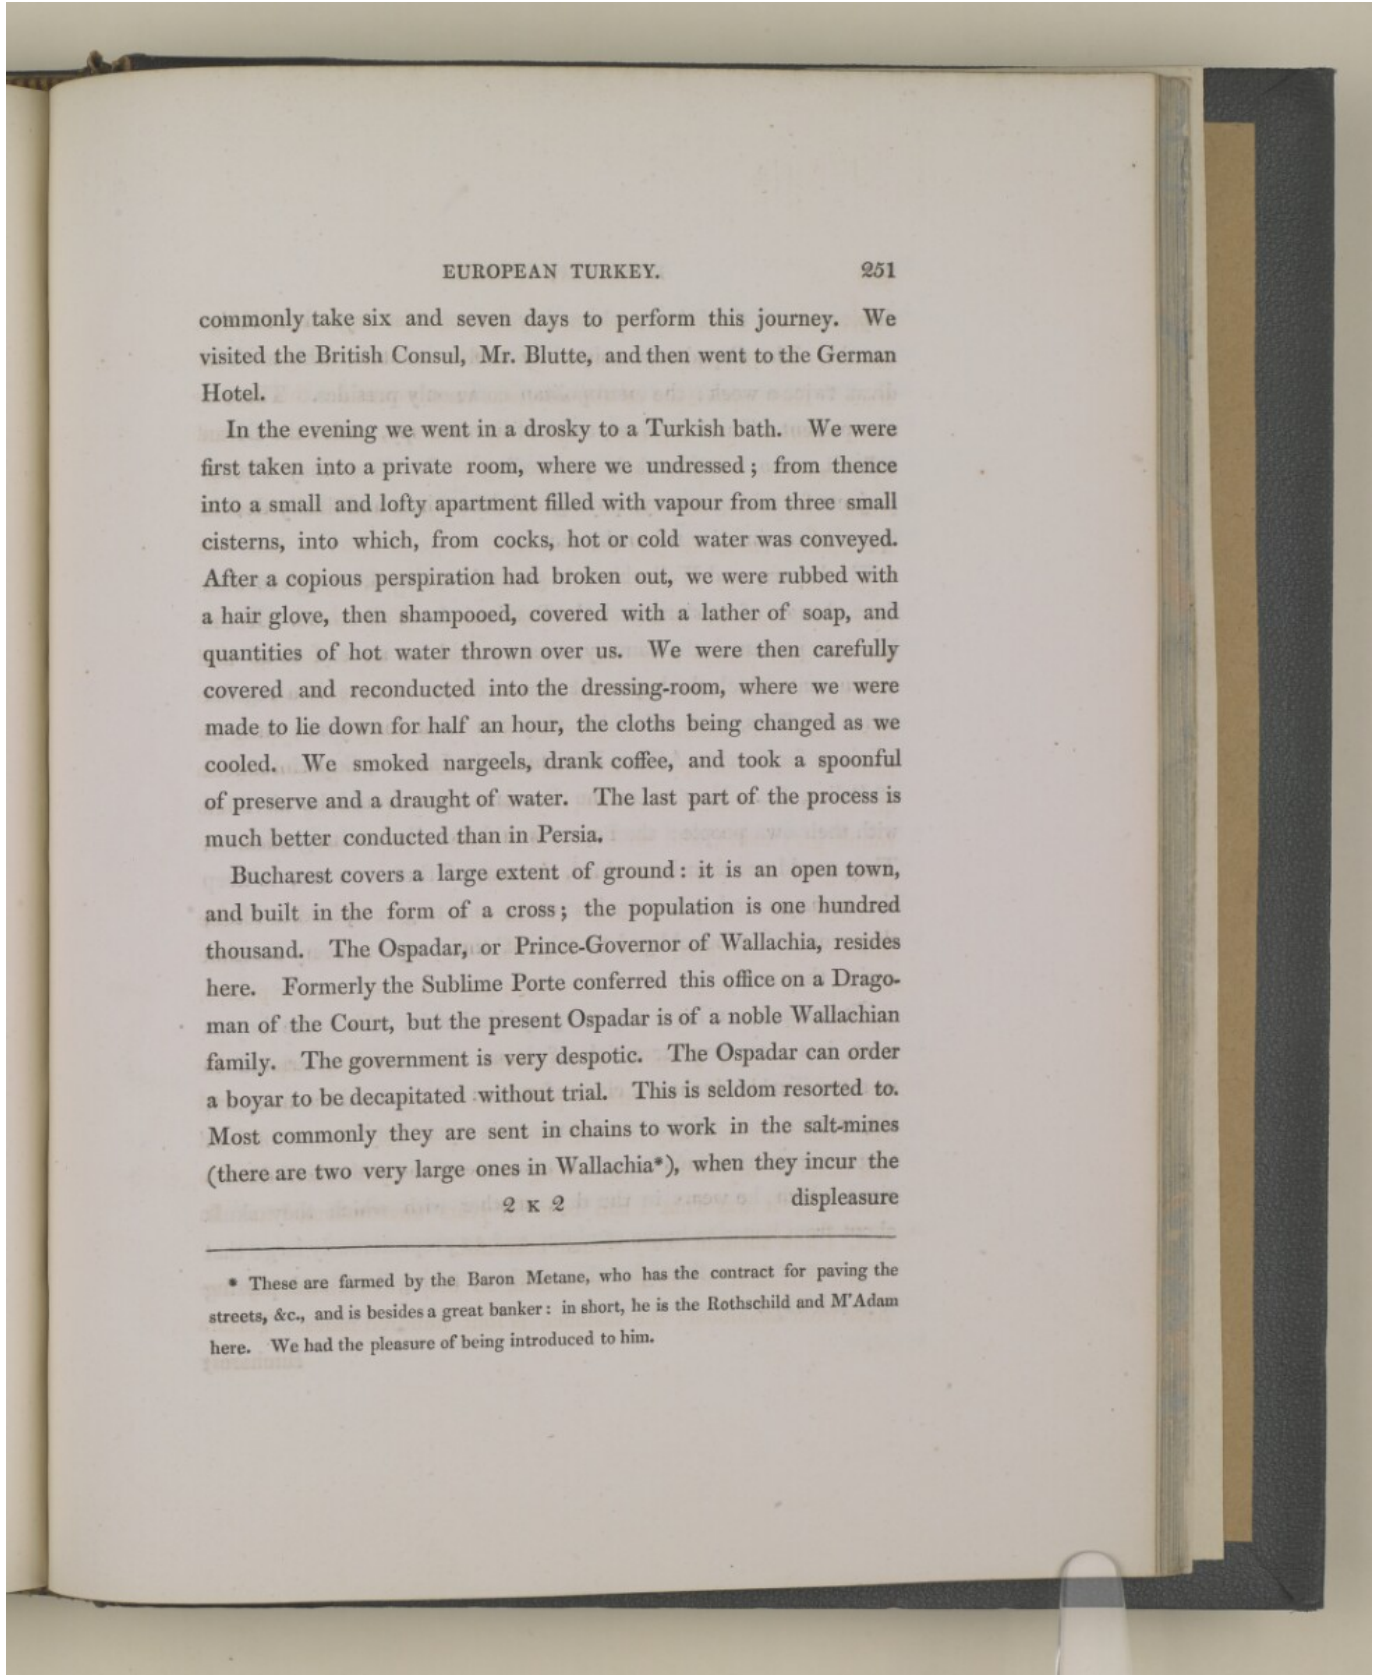 EUROPEAN TURKEY. 251
commonly take six and seven days to perform this journey. We
visited the British Consul, Mr. Blutte, and then went to the German
Hotel.
In the evening we went in a drosky to a Turkish bath. We were
first taken into a private room, where we undressed; from thence
into a small and lofty apartment filled with vapour from three small
cisterns, into which, from cocks, hot or cold water was conveyed.
After a copious perspiration had broken out, we were rubbed with
a hair glove, then shampooed, covered with a lather of soap, and
quantities of hot water thrown over us. We were then carefully
covered and reconducted into the dressing-room, where we were
made to lie down for half an hour, the cloths being changed as we
cooled. We smoked nargeels, drank coffee, and took a spoonful
of preserve and a draught of water. The last part of the process is
much better conducted than in Persia.
Bucharest covers a large extent of ground: it is an open town,
and built in the form of a cross; the population is one hundred
thousand. The Ospadar, or Prince-Governor of Wallachia, resides
here. Formerly the Sublime Porte conferred this office on a Drago-
man of the Court, but the present Ospadar is of a noble Wallachian
family. The government is very despotic. The Ospadar can order
a boyar to be decapitated without trial. This is seldom resorted to.
Most commonly they are sent in chains to work in the salt-mines
(there are two very large ones in Wallachia*), when they incur the
2 K 2 displeasure
* These are farmed by the Baron Metane, who has the contract for paving the
streets, &c., and is besides a great banker: in short, he is the Rothschild and M'Adam
here. We had the pleasure of being introduced to him.